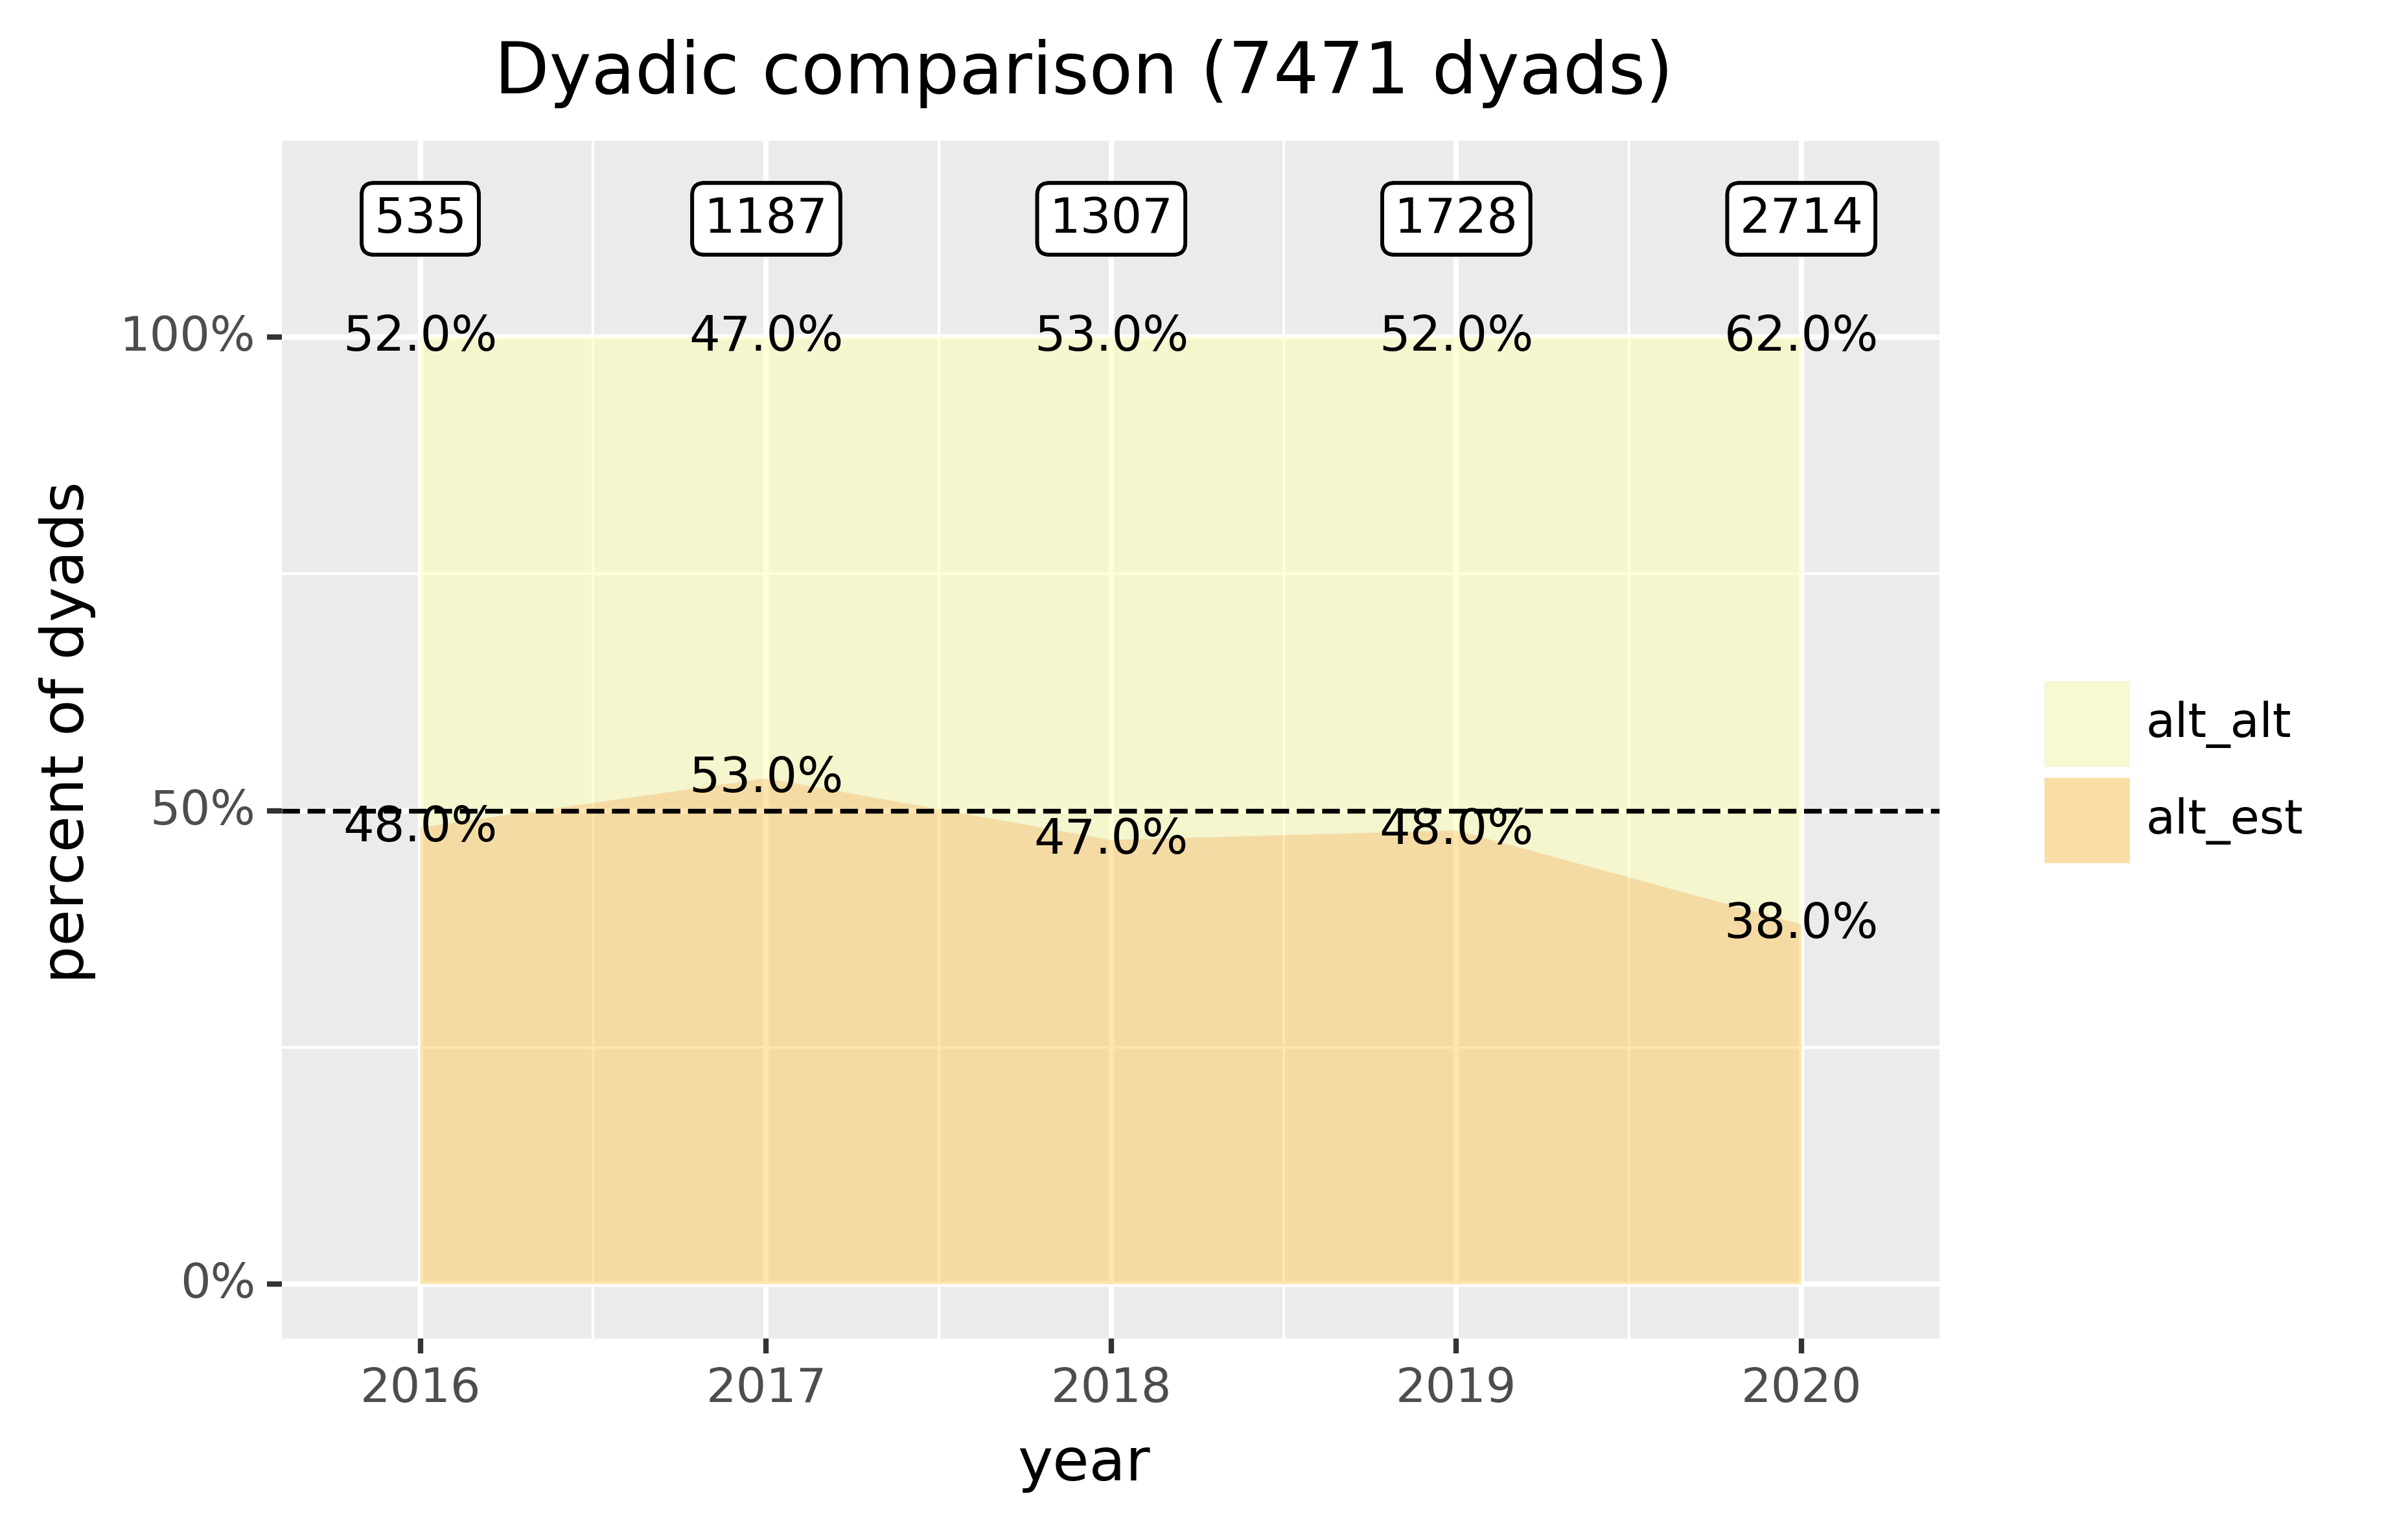 Dyadic comparison (7471 dyads)
535 1187 1307 1728 2714
100% 52.0% 47.0% 53.0% 52.0% 62.0%
percent of dyads
50% 48.0% 53.0% 47.0% 48.0% 38.0%
alt_alt
alt_est
0%
2016 2017 2018 2019 2020
year